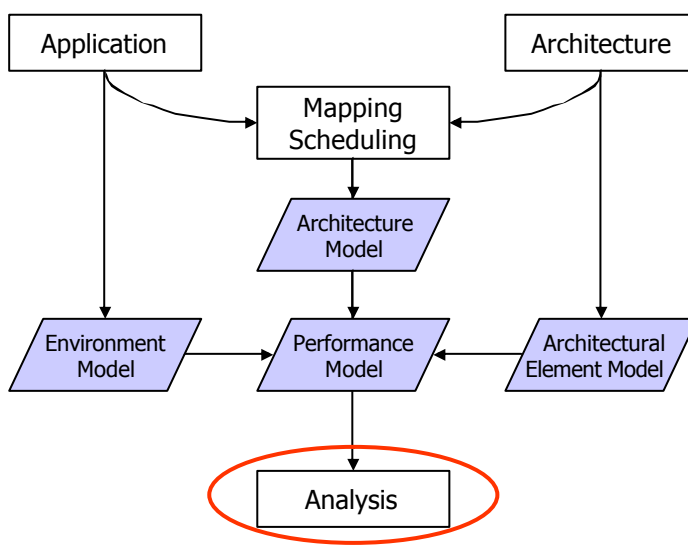 Application
Architecture
Mapping
Scheduling
Architecture
Model
Environment
Model
Performance
Model
Architectural
Element Model
Analysis